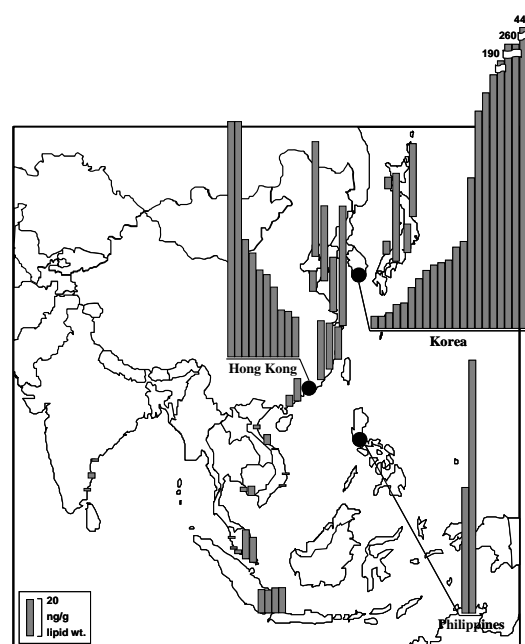 44
260
190
Korea
Hong Kong
Philippines
20
ng/g
lipid wt.